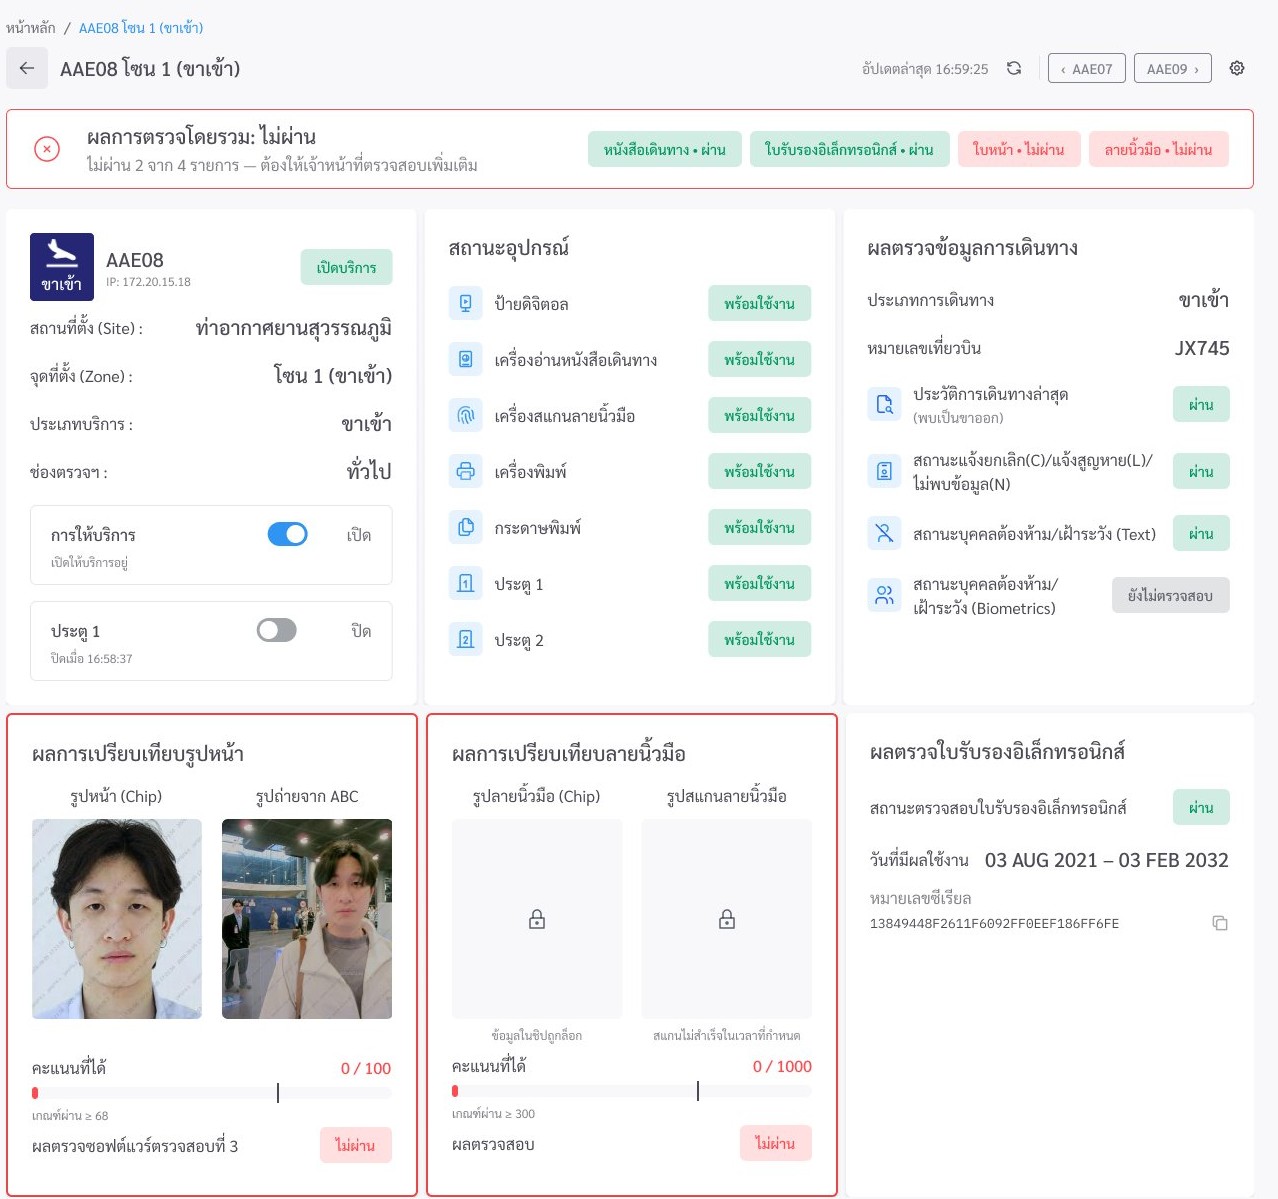 หน้าหลัก / AAE08 โซน 1 (ขาเข้า)
AAE08 โซน 1 (ขาเข้า)
อัปเดตล่าสุด 16:59:25
‹ AAE07
AAE09 ›
ผลการตรวจโดยรวม: ไม่ผ่าน
ไม่ผ่าน 2 จาก 4 รายการ — ต้องให้เจ้าหน้าที่ตรวจสอบเพิ่มเติม
หนังสือเดินทาง • ผ่าน
ใบรับรองอิเล็กทรอนิกส์ • ผ่าน
ใบหน้า • ไม่ผ่าน
ลายนิ้วมือ • ไม่ผ่าน
ขาเข้า
AAE08
IP: 172.20.15.18
เปิดบริการ
สถานที่ตั้ง (Site) : ท่าอากาศยานสุวรรณภูมิ
จุดที่ตั้ง (Zone) : โซน 1 (ขาเข้า)
ประเภทบริการ : ขาเข้า
ช่องตรวจฯ : ทั่วไป
การให้บริการ เปิด
เปิดให้บริการอยู่
ประตู 1 ปิด
ปิดเมื่อ 16:58:37
สถานะอุปกรณ์
ป้ายดิจิตอล พร้อมใช้งาน
เครื่องอ่านหนังสือเดินทาง พร้อมใช้งาน
เครื่องสแกนลายนิ้วมือ พร้อมใช้งาน
เครื่องพิมพ์ พร้อมใช้งาน
กระดาษพิมพ์ พร้อมใช้งาน
1 ประตู 1 พร้อมใช้งาน
2 ประตู 2 พร้อมใช้งาน
ผลตรวจข้อมูลการเดินทาง
ประเภทการเดินทาง ขาเข้า
หมายเลขเที่ยวบิน JX745
ประวัติการเดินทางล่าสุด
(พบเป็นขาออก)
ผ่าน
สถานะแจ้งยกเลิก(C)/แจ้งสูญหาย(L)/
ไม่พบข้อมูล(N)
ผ่าน
สถานะบุคคลต้องห้าม/เฝ้าระวัง (Text) ผ่าน
สถานะบุคคลต้องห้าม/
เฝ้าระวัง (Biometrics)
ยังไม่ตรวจสอบ
ผลการเปรียบเทียบรูปหน้า
รูปหน้า (Chip) รูปถ่ายจาก ABC
คะแนนที่ได้ 0 / 100
เกณฑ์ผ่าน ≥ 68
ผลตรวจซอฟต์แวร์ตรวจสอบที่ 3 ไม่ผ่าน
ผลการเปรียบเทียบลายนิ้วมือ
รูปลายนิ้วมือ (Chip) รูปสแกนลายนิ้วมือ
ข้อมูลในชิปถูกล็อก สแกนไม่สำเร็จในเวลาที่กำหนด
คะแนนที่ได้ 0 / 1000
เกณฑ์ผ่าน ≥ 300
ผลตรวจสอบ ไม่ผ่าน
ผลตรวจใบรับรองอิเล็กทรอนิกส์
สถานะตรวจสอบใบรับรองอิเล็กทรอนิกส์ ผ่าน
วันที่มีผลใช้งาน 03 AUG 2021 – 03 FEB 2032
หมายเลขซีเรียล
13849448F2611F6092FF0EEF186FF6FE